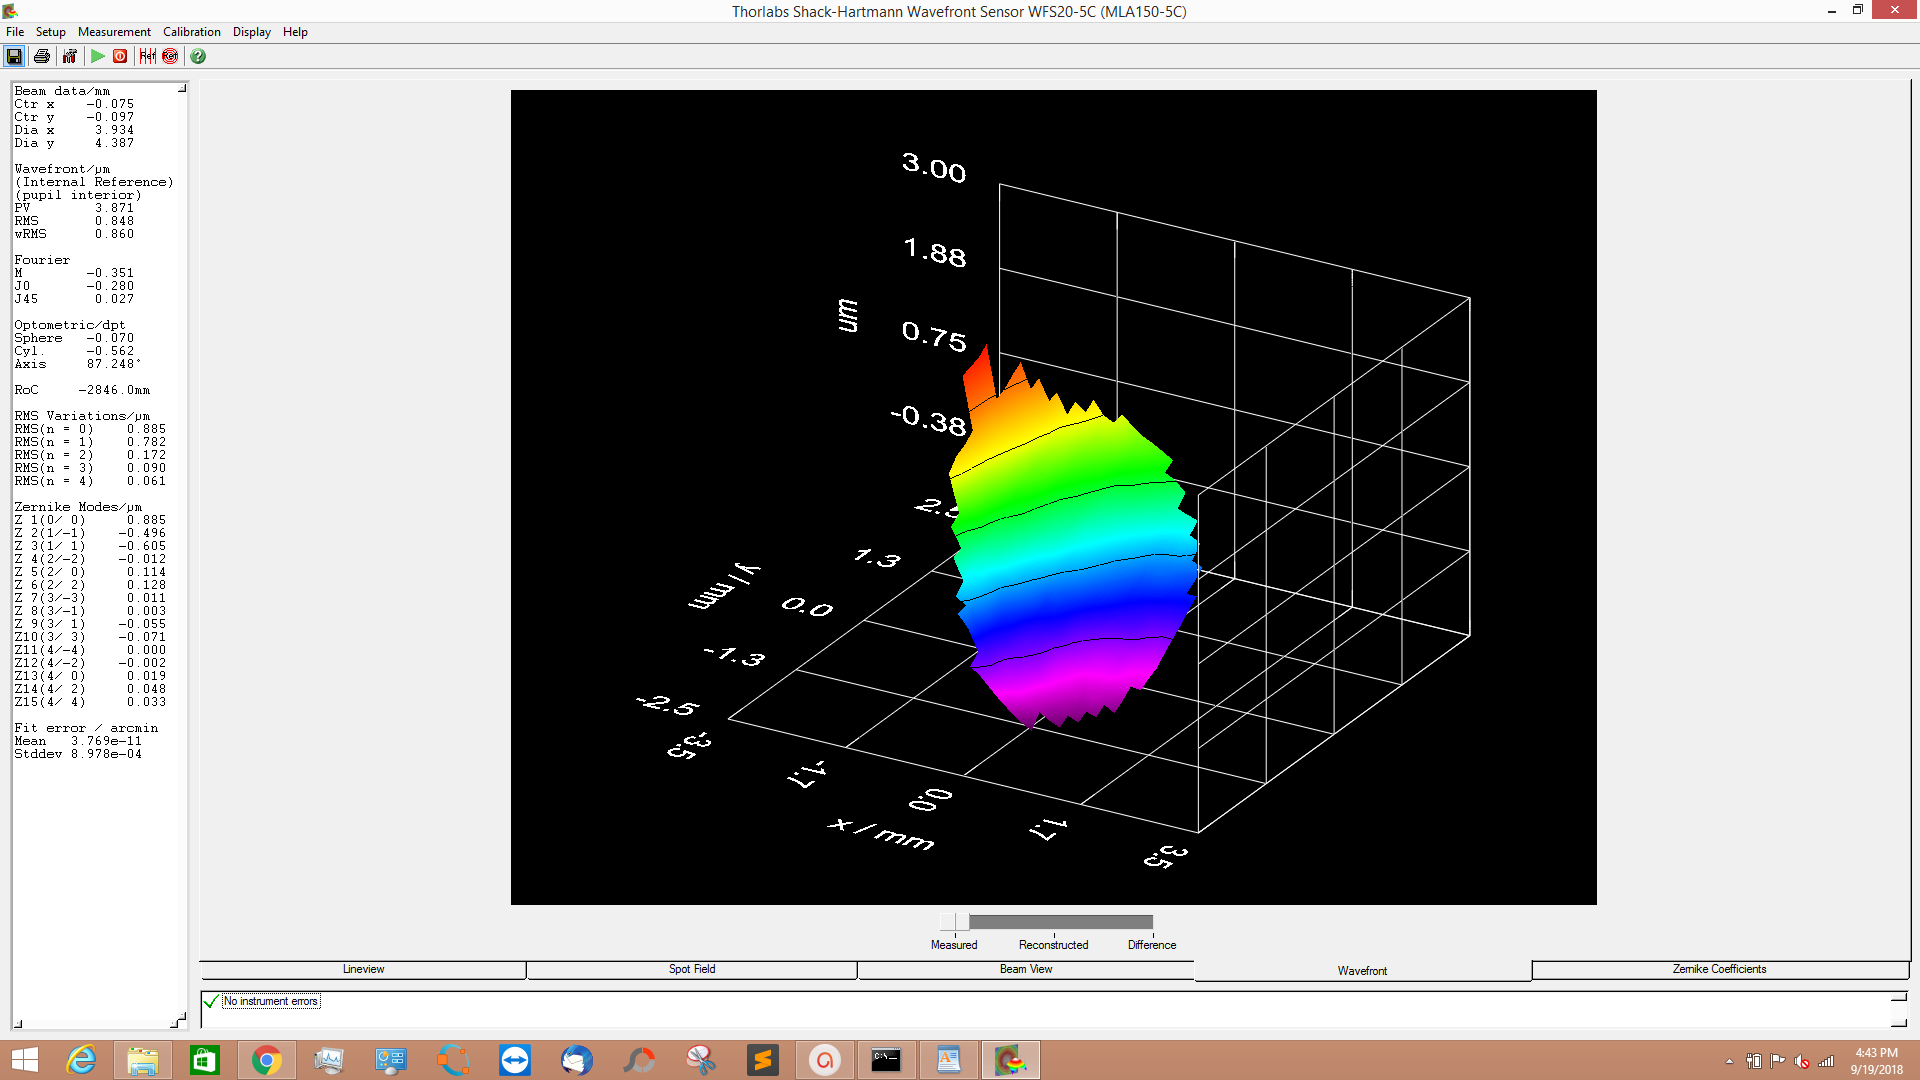 Thorlabs Shack-Hartmann Wavefront Sensor WFS20-5C (MLA150-5C)
File Setup Measurement Calibration Display Help
Ref Ref
Beam data/mm
Ctr x -0.075
Ctr y -0.097
Dia x 3.934
Dia y 4.387
Wavefront/µm
(Internal Reference)
(pupil interior)
PV 3.871
RMS 0.848
wRMS 0.860
Fourier
M -0.351
J0 -0.280
J45 0.027
Optometric/dpt
Sphere -0.070
Cyl. -0.562
Axis 87.248°
RoC -2846.0mm
RMS Variations/µm
RMS(n = 0) 0.885
RMS(n = 1) 0.782
RMS(n = 2) 0.172
RMS(n = 3) 0.090
RMS(n = 4) 0.061
Zernike Modes/µm
Z 1(0/ 0) 0.885
Z 2(1/-1) -0.496
Z 3(1/ 1) -0.605
Z 4(2/-2) -0.012
Z 5(2/ 0) 0.114
Z 6(2/ 2) 0.128
Z 7(3/-3) 0.011
Z 8(3/-1) 0.003
Z 9(3/ 1) -0.055
Z10(3/ 3) -0.071
Z11(4/-4) 0.000
Z12(4/-2) -0.002
Z13(4/ 0) 0.019
Z14(4/ 2) 0.048
Z15(4/ 4) 0.033
Fit error / arcmin
Mean 3.769e-11
Stddev 8.978e-04
3.00
1.88
um
0.75
-0.38
2.5
1.3
y / mm
0.0
-1.3
-2.5
-3.5
-1.7
0.0
x / mm
1.7
3.5
Measured Reconstructed Difference
Lineview Spot Field Beam View Wavefront Zernike Coefficients
No instrument errors
4:43 PM
9/19/2018